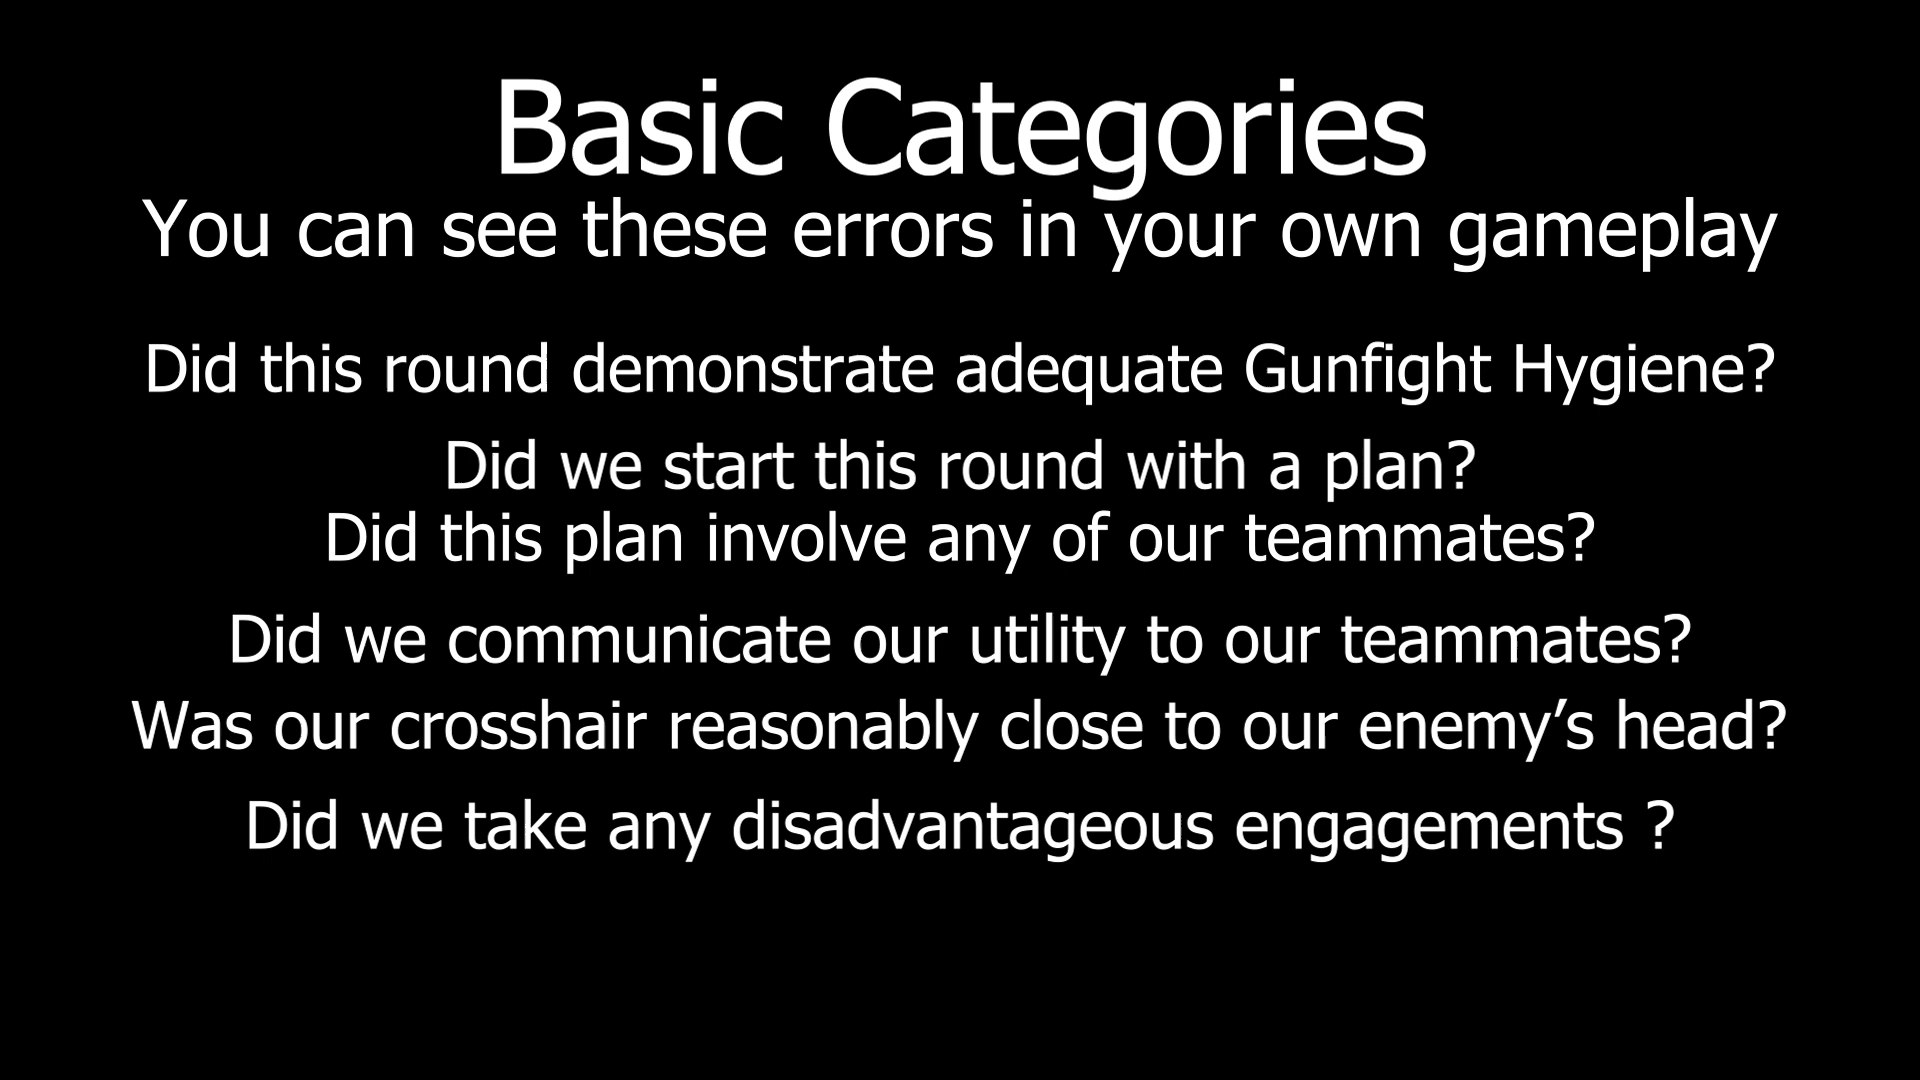 Basic Categories
You can see these errors in your own gameplay
Did this round demonstrate adequate Gunfight Hygiene?
Did we start this round with a plan?
Did this plan involve any of our teammates?
Did we communicate our utility to our teammates?
Was our crosshair reasonably close to our enemy’s head?
Did we take any disadvantageous engagements ?